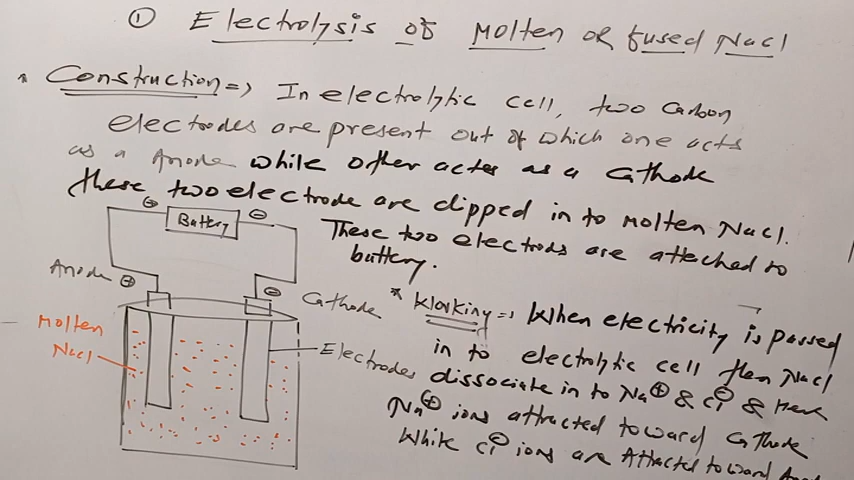 ① Electrolysis of Molten or fused Nacl
* Construction => In electrolytic cell, two Carbon
electrodes are present out of which one acts
as a Anode while other actes as a Cathode
these two electrode are dipped in to Molten Nacl.
These two electrods are attached to
battery.
⊕ Battery ⊖
Anode ⊕
⊖ Cathode
Molten
Nacl
Electrodes
* Working => When electricity is passed
in to electrolytic cell then Nacl
dissociate in to Na⊕ & Cl⊖ & Here
Na⊕ ions attracted toward Cathode
While Cl⊖ ions are Attacted toward